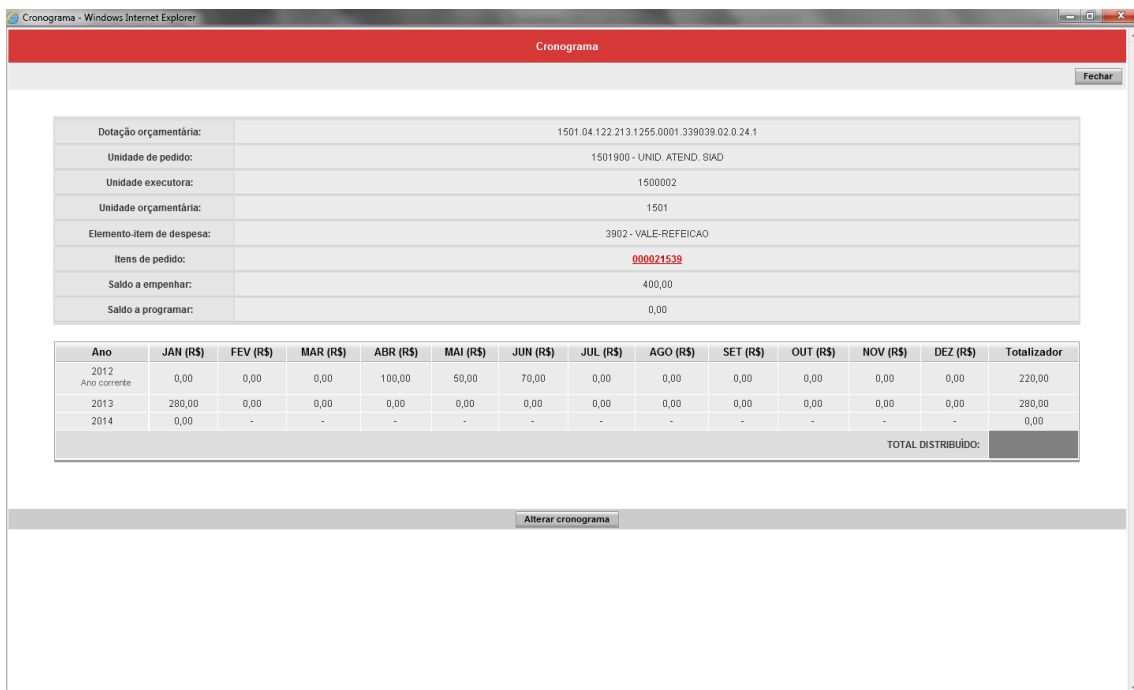 Cronograma - Windows Internet Explorer
Cronograma
Fechar
Dotação orçamentária: 1501.04.122.213.1255.0001.339039.02.0.24.1
Unidade de pedido: 1501900 - UNID. ATEND. SIAD
Unidade executora: 1500002
Unidade orçamentária: 1501
Elemento-item de despesa: 3902 - VALE-REFEICAO
Itens de pedido: 000021539
Saldo a empenhar: 400,00
Saldo a programar: 0,00
Ano JAN (R$) FEV (R$) MAR (R$) ABR (R$) MAI (R$) JUN (R$) JUL (R$) AGO (R$) SET (R$) OUT (R$) NOV (R$) DEZ (R$) Totalizador
2012 0,00 0,00 0,00 100,00 50,00 70,00 0,00 0,00 0,00 0,00 0,00 0,00 220,00
Ano corrente
2013 280,00 0,00 0,00 0,00 0,00 0,00 0,00 0,00 0,00 0,00 0,00 0,00 280,00
2014 0,00 - - - - - - - - - - - 0,00
TOTAL DISTRIBUÍDO:
Alterar cronograma